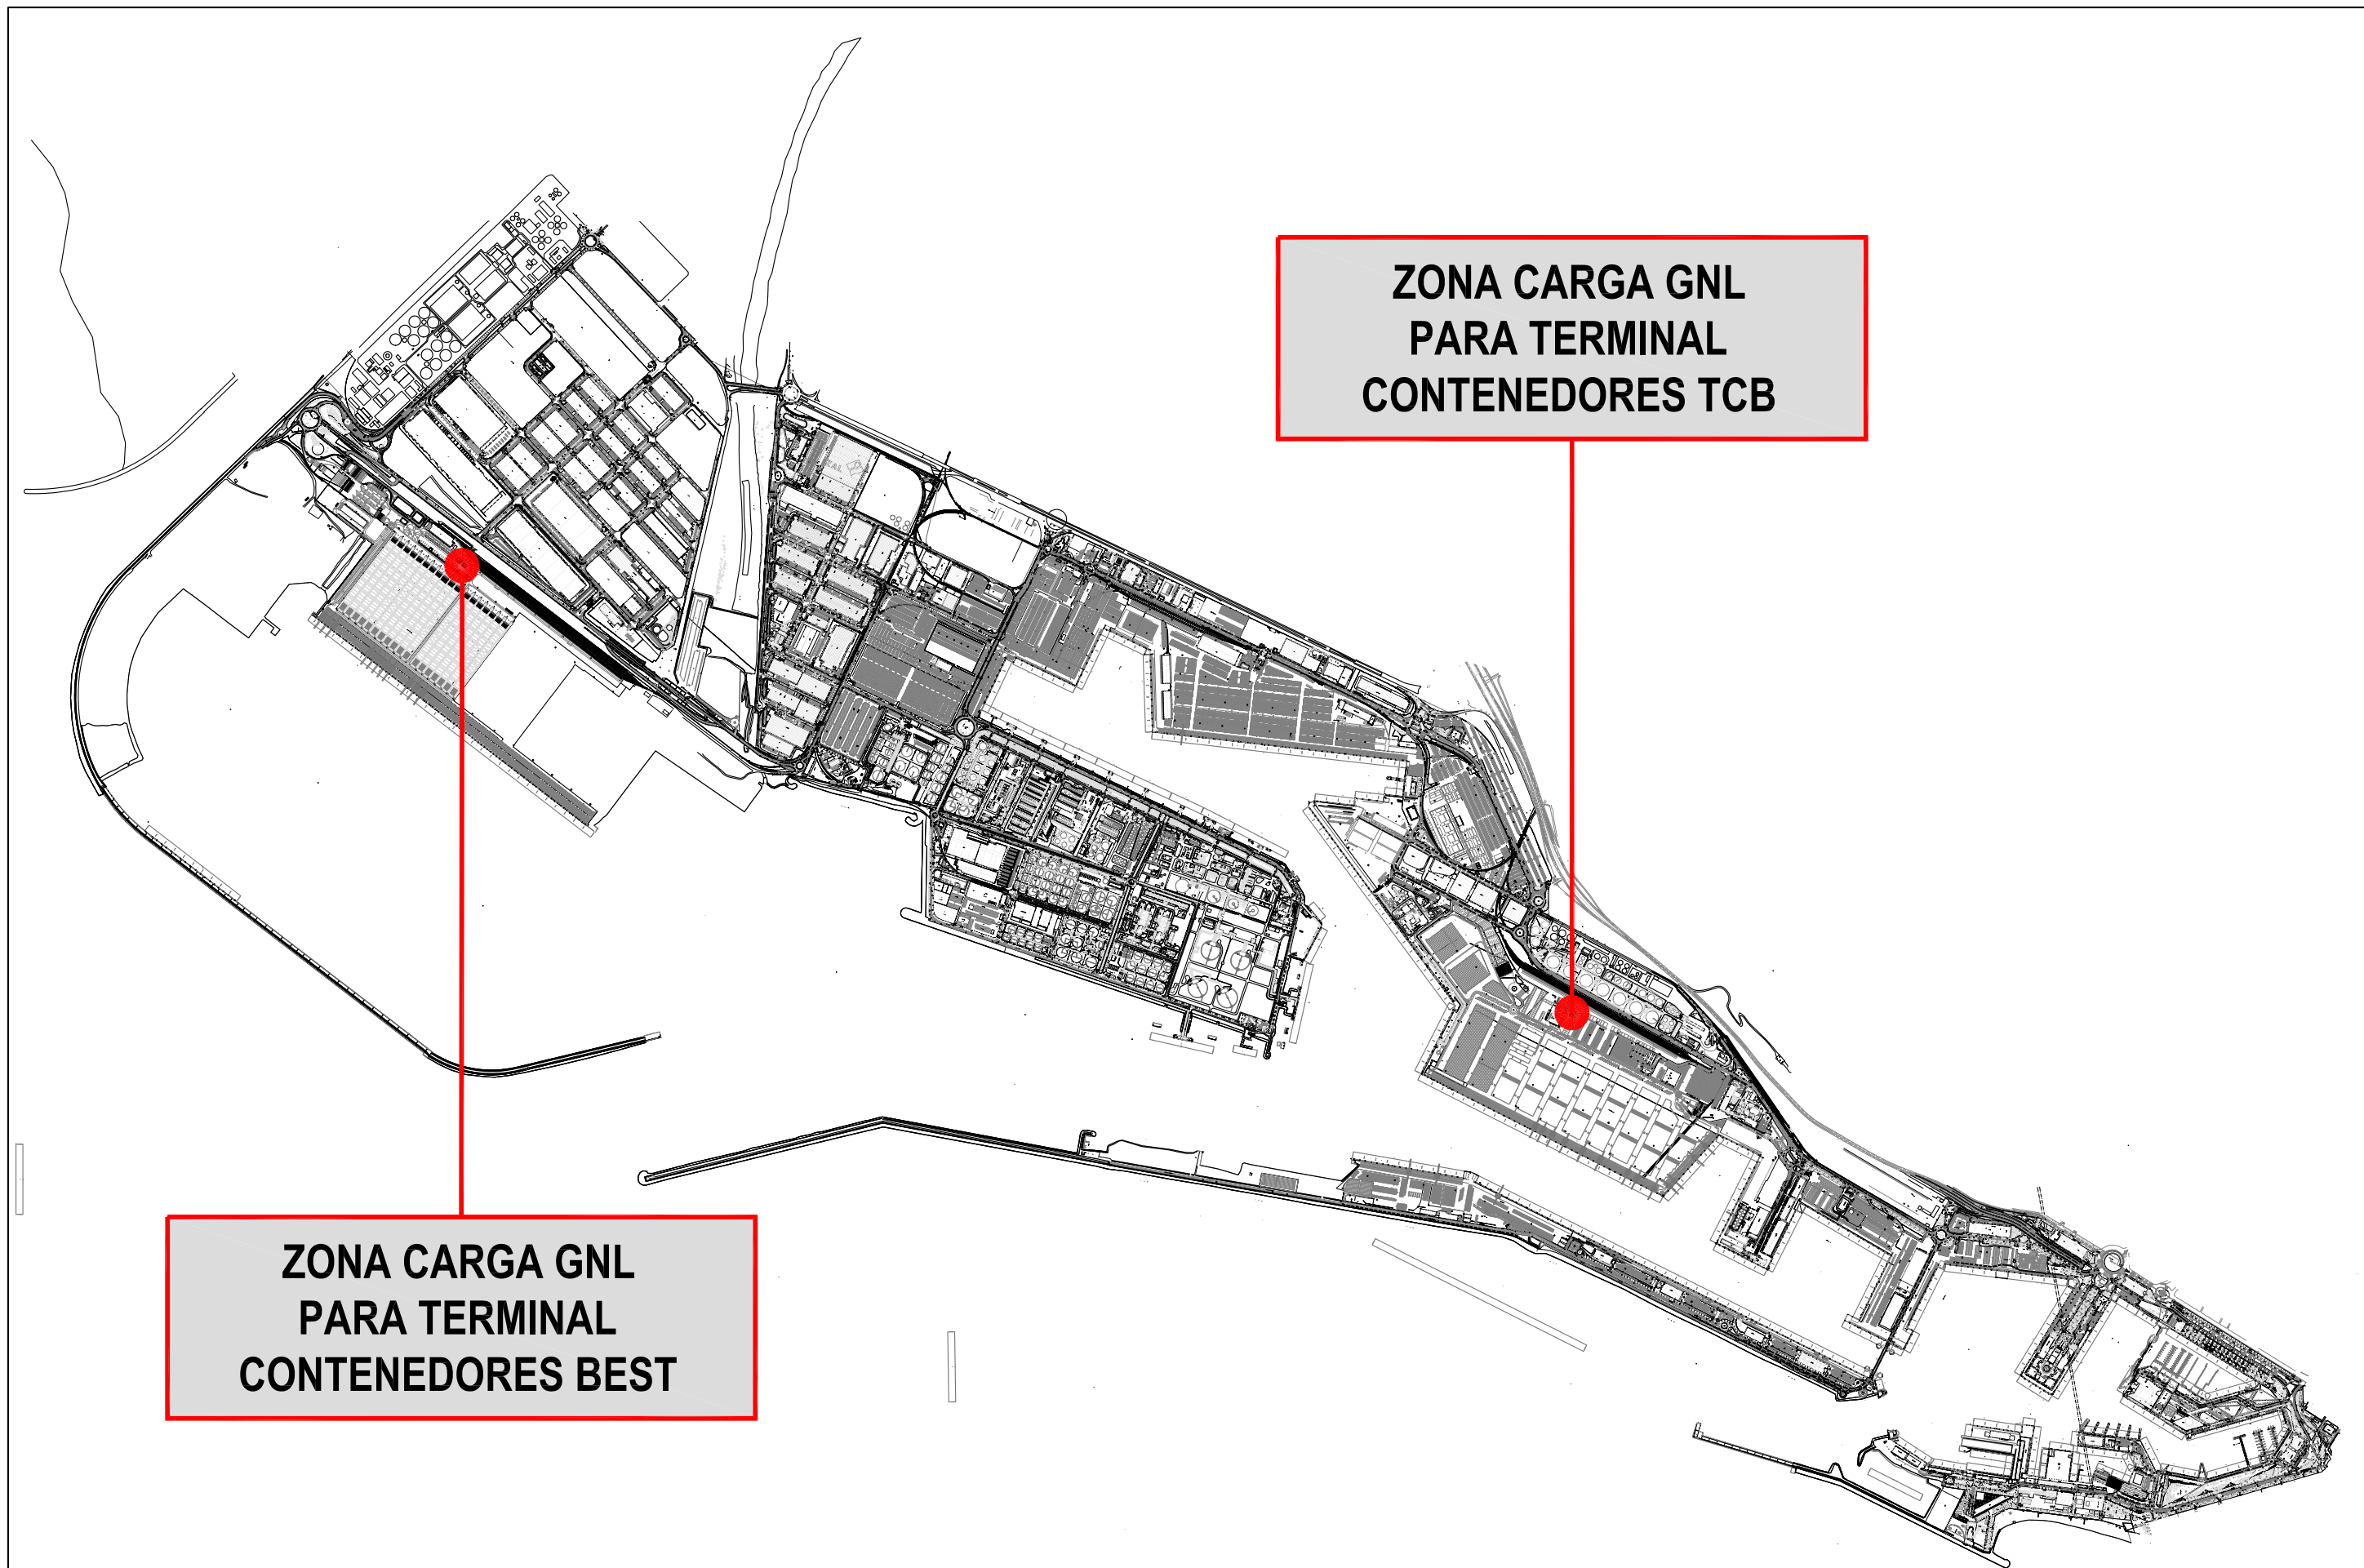 ZONA CARGA GNL
PARA TERMINAL
CONTENEDORES TCB
ZONA CARGA GNL
PARA TERMINAL
CONTENEDORES BEST